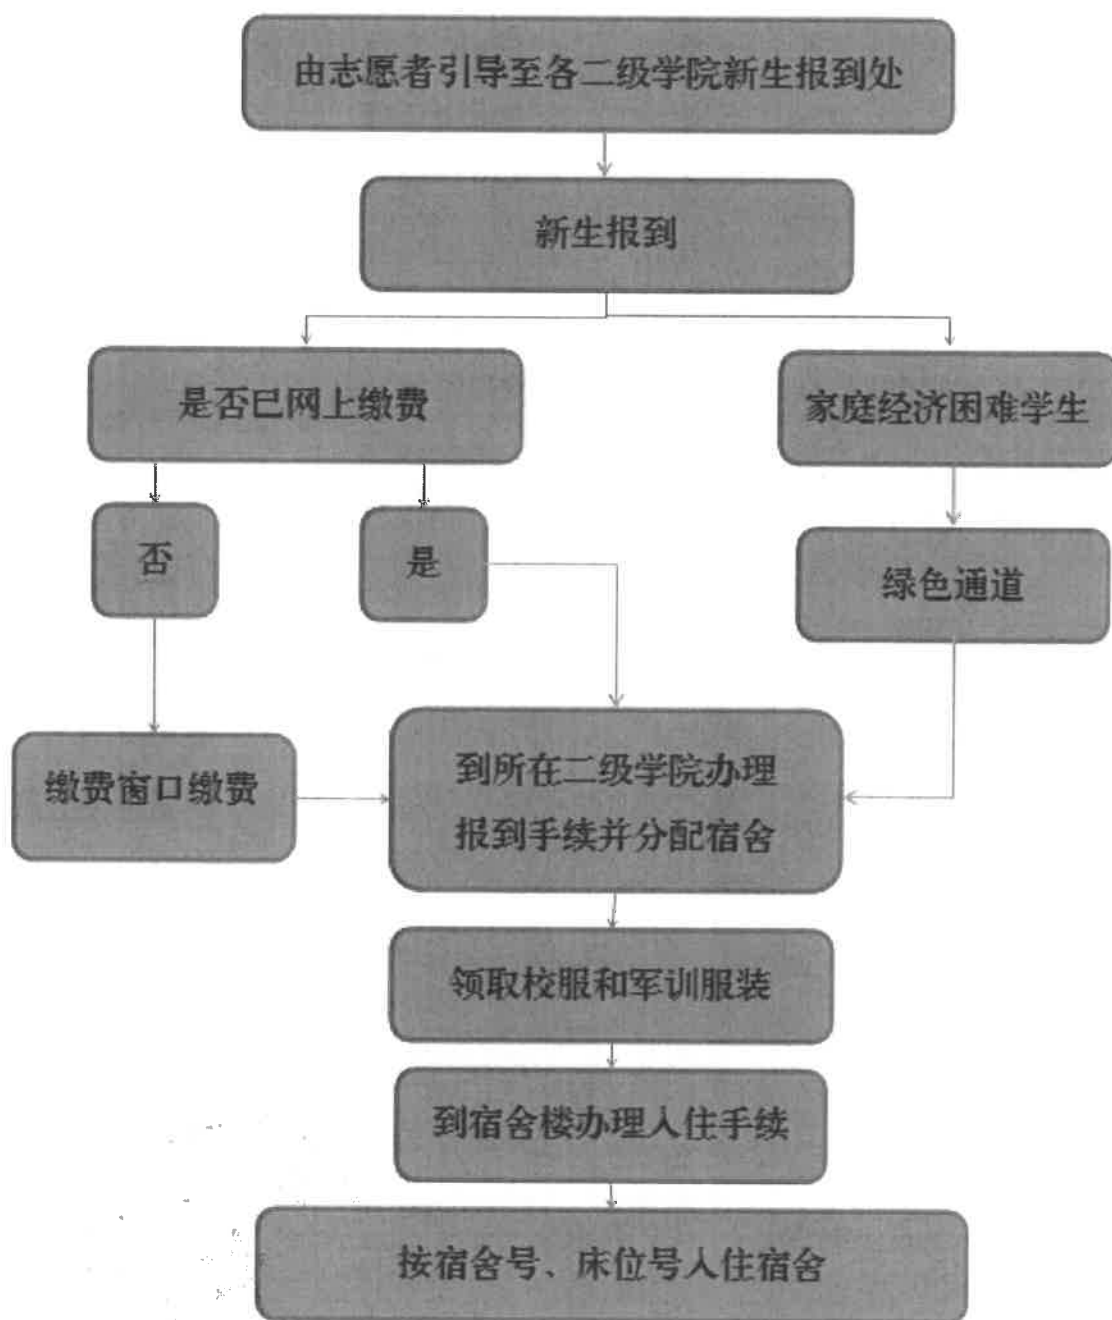 由志愿者引导至各二级学院新生报到处
新生报到
是否已网上缴费
家庭经济困难学生
否
是
绿色通道
缴费窗口缴费
到所在二级学院办理
报到手续并分配宿舍
领取校服和军训服装
到宿舍楼办理入住手续
按宿舍号、床位号入住宿舍